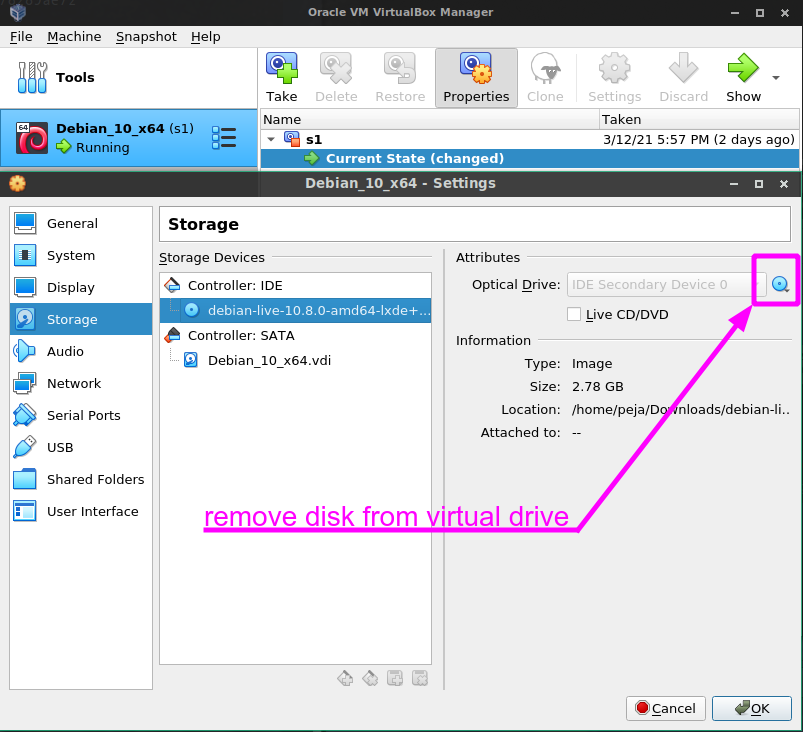 Oracle VM VirtualBox Manager
File Machine Snapshot Help
Tools
Take Delete Restore Properties Clone Settings Discard Show
Name Taken
64 Debian_10_x64 (s1)
Running
s1 3/12/21 5:57 PM (2 days ago)
Current State (changed)
Debian_10_x64 - Settings
General
System
Display
Storage
Audio
Network
Serial Ports
USB
Shared Folders
User Interface
Storage
Storage Devices
Controller: IDE
debian-live-10.8.0-amd64-lxde+...
Controller: SATA
Debian_10_x64.vdi
Attributes
Optical Drive: IDE Secondary Device 0
Live CD/DVD
Information
Type: Image
Size: 2.78 GB
Location: /home/peja/Downloads/debian-li..
Attached to: --
remove disk from virtual drive
Cancel OK